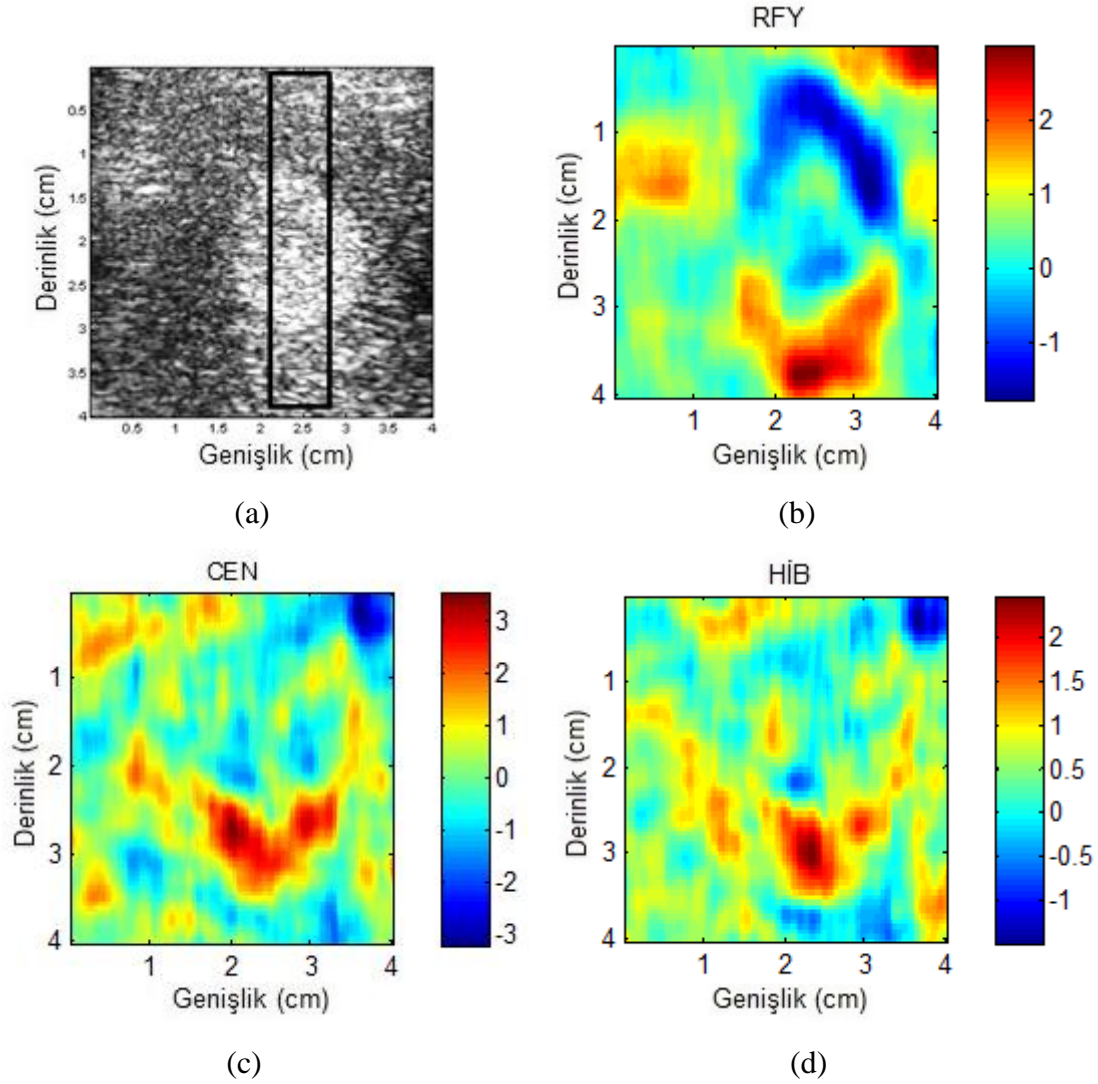 RFY
0.5
1
1.5
2
2.5
3
3.5
4
Derinlik (cm)
0.5 1 1.5 2 2.5 3 3.5 4
Genişlik (cm)
(a)
1
2
3
4
Derinlik (cm)
1 2 3 4
Genişlik (cm)
2
1
0
-1
(b)
CEN
1
2
3
4
Derinlik (cm)
1 2 3 4
Genişlik (cm)
3
2
1
0
-1
-2
-3
(c)
HİB
1
2
3
4
Derinlik (cm)
1 2 3 4
Genişlik (cm)
2
1.5
1
0.5
0
-0.5
-1
(d)